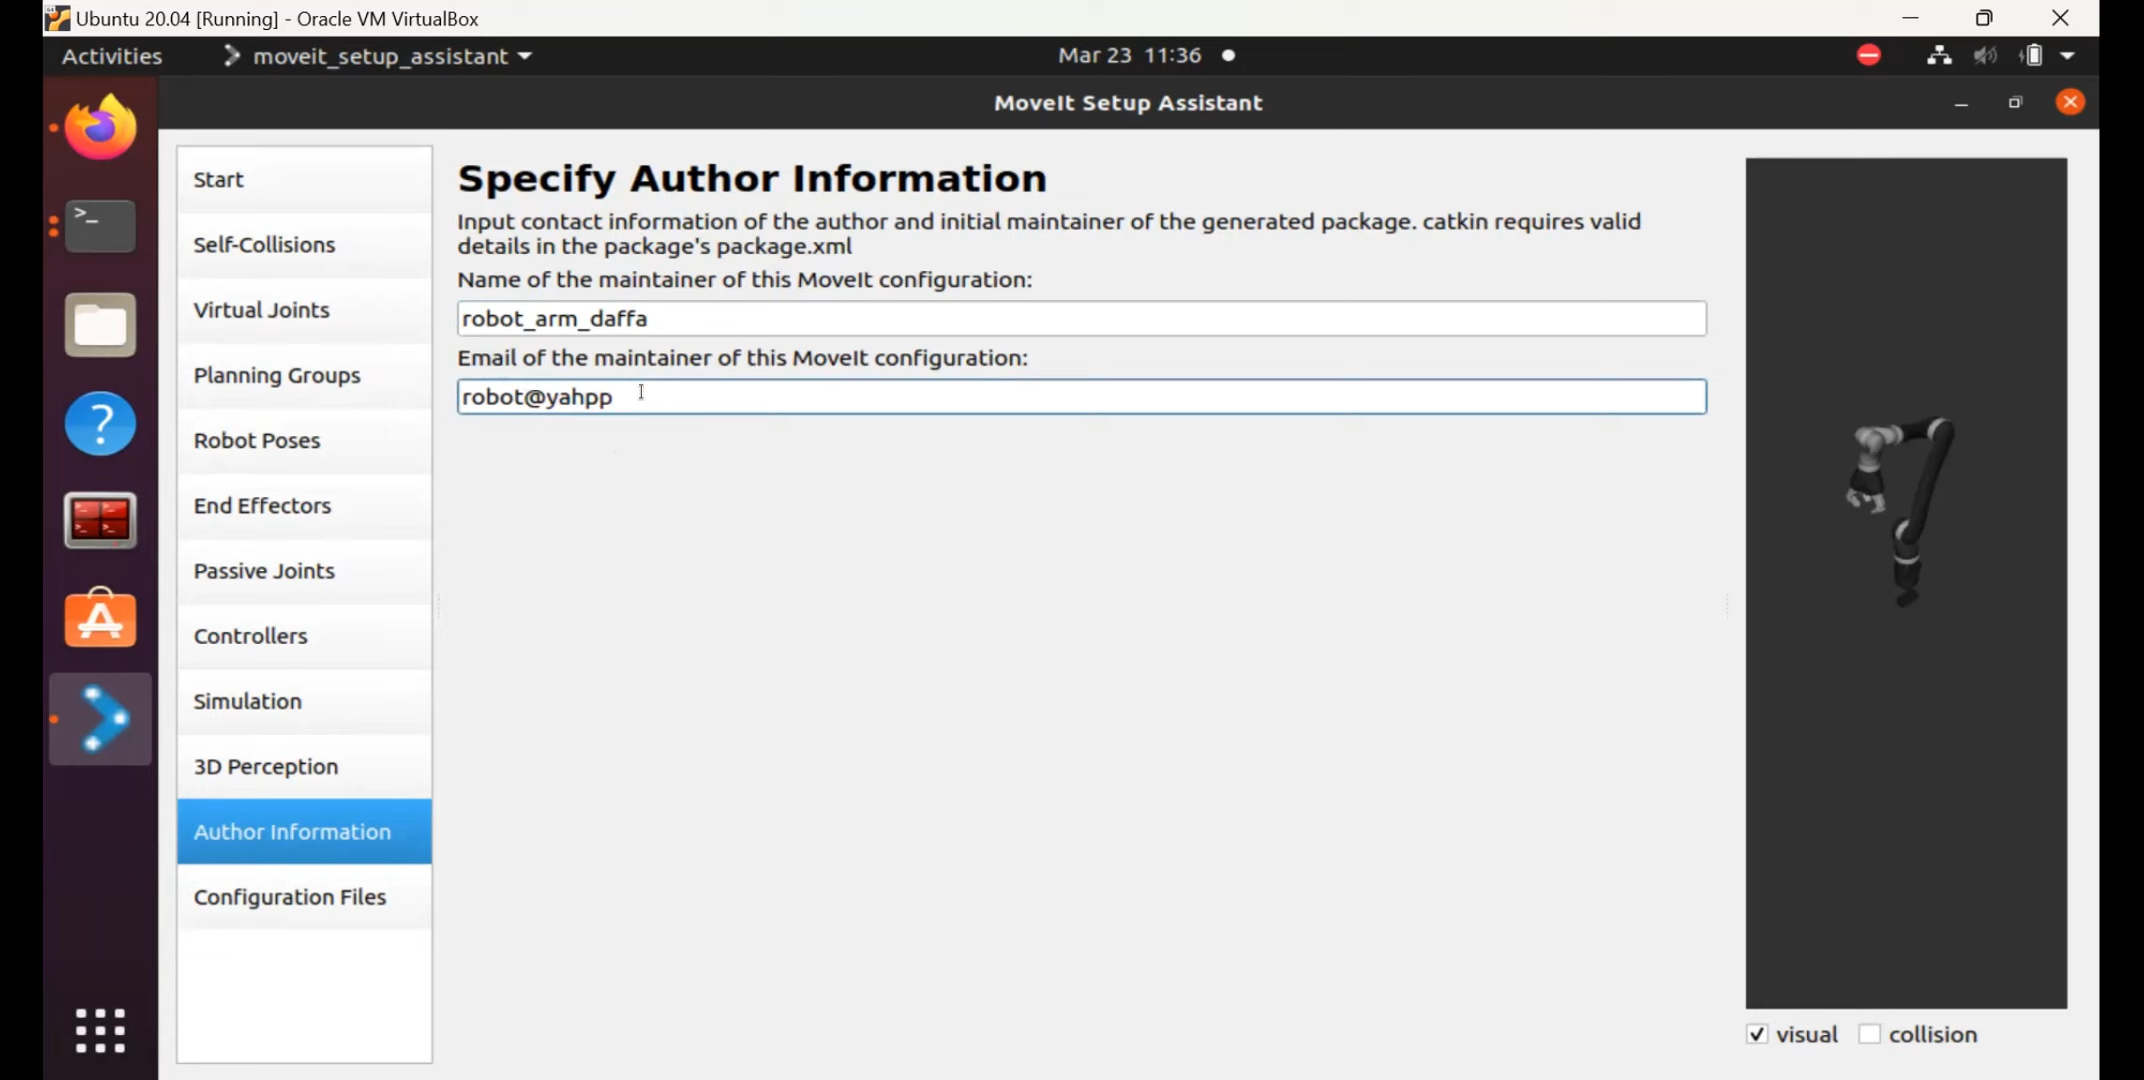 Ubuntu 20.04 [Running] - Oracle VM VirtualBox
Activities moveit_setup_assistant Mar 23 11:36
MoveIt Setup Assistant
Start
Self-Collisions
Virtual Joints
Planning Groups
Robot Poses
End Effectors
Passive Joints
Controllers
Simulation
3D Perception
Author Information
Configuration Files
Specify Author Information
Input contact information of the author and initial maintainer of the generated package. catkin requires valid
details in the package's package.xml
Name of the maintainer of this MoveIt configuration:
robot_arm_daffa
Email of the maintainer of this MoveIt configuration:
robot@yahpp
visual collision